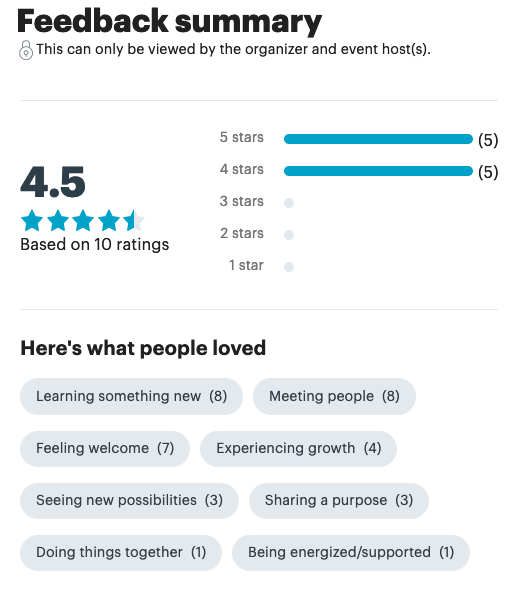 Feedback summary
This can only be viewed by the organizer and event host(s).
5 stars (5)
4 stars (5)
3 stars
2 stars
1 star
4.5
Based on 10 ratings
Here's what people loved
Learning something new (8) Meeting people (8)
Feeling welcome (7) Experiencing growth (4)
Seeing new possibilities (3) Sharing a purpose (3)
Doing things together (1) Being energized/supported (1)